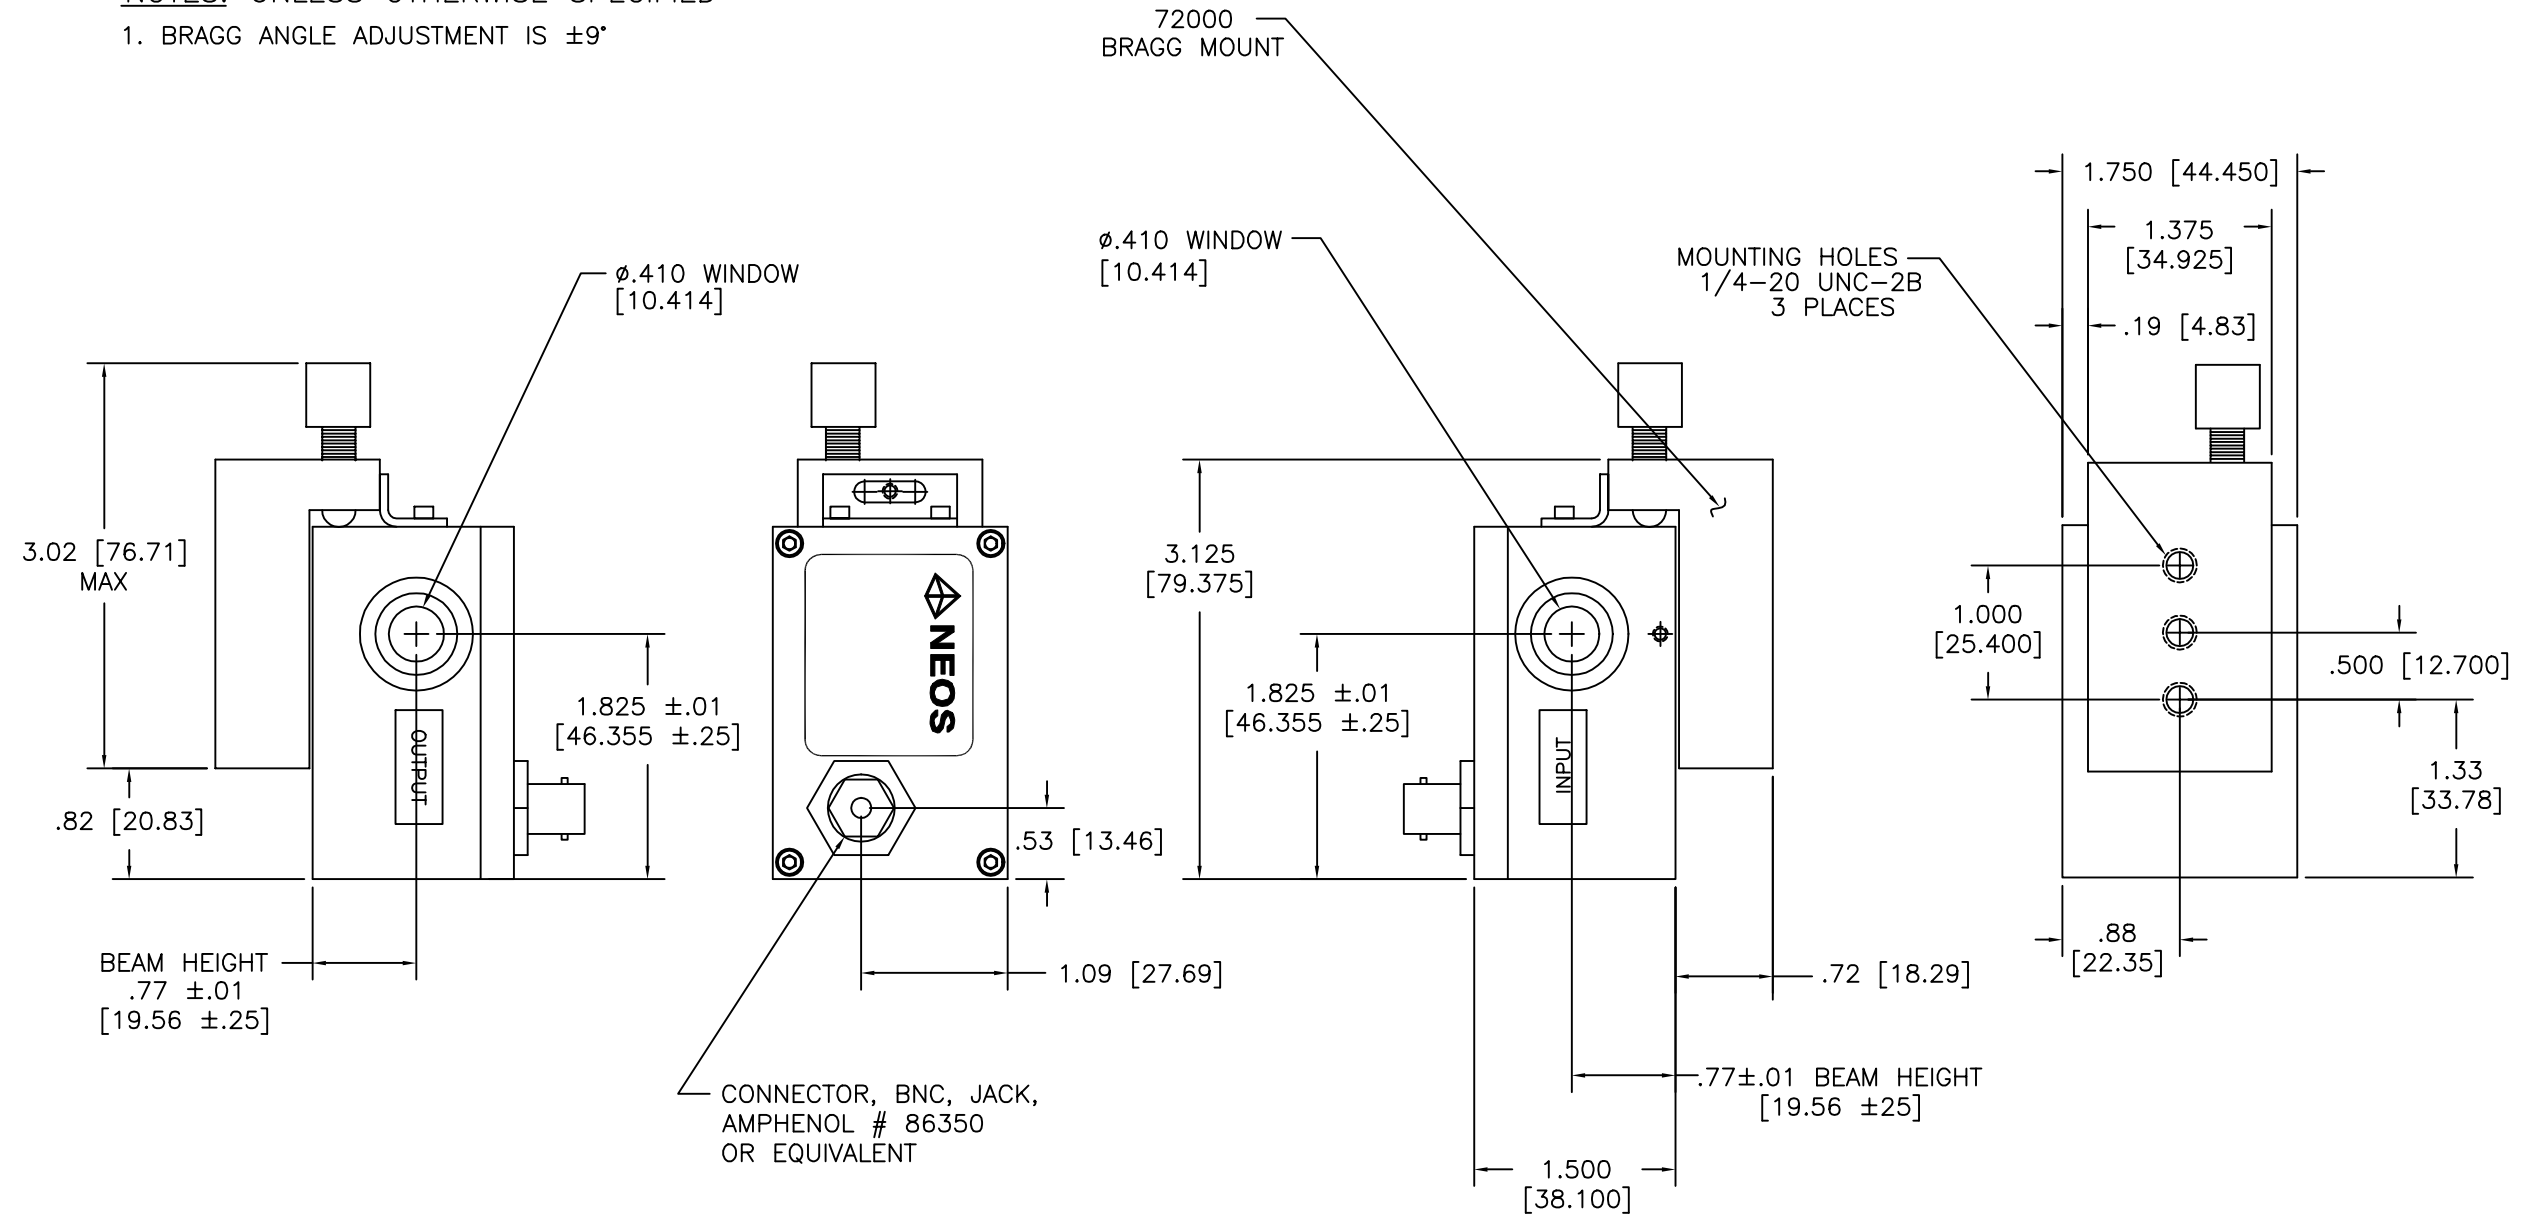 NOTES: UNLESS OTHERWISE SPECIFIED
1. BRAGG ANGLE ADJUSTMENT IS ±9°
72000
BRAGG MOUNT
ø.410 WINDOW
[10.414]
3.02 [76.71]
MAX
.82 [20.83]
OUTPUT
1.825 ±.01
[46.355 ±.25]
BEAM HEIGHT
.77 ±.01
[19.56 ±.25]
NEOS
.53 [13.46]
1.09 [27.69]
CONNECTOR, BNC, JACK,
AMPHENOL # 86350
OR EQUIVALENT
ø.410 WINDOW
[10.414]
3.125
[79.375]
1.825 ±.01
[46.355 ±.25]
INPUT
.72 [18.29]
.77±.01 BEAM HEIGHT
[19.56 ±25]
1.500
[38.100]
MOUNTING HOLES
1/4-20 UNC-2B
3 PLACES
1.750 [44.450]
1.375
[34.925]
.19 [4.83]
1.000
[25.400]
.500 [12.700]
1.33
[33.78]
.88
[22.35]